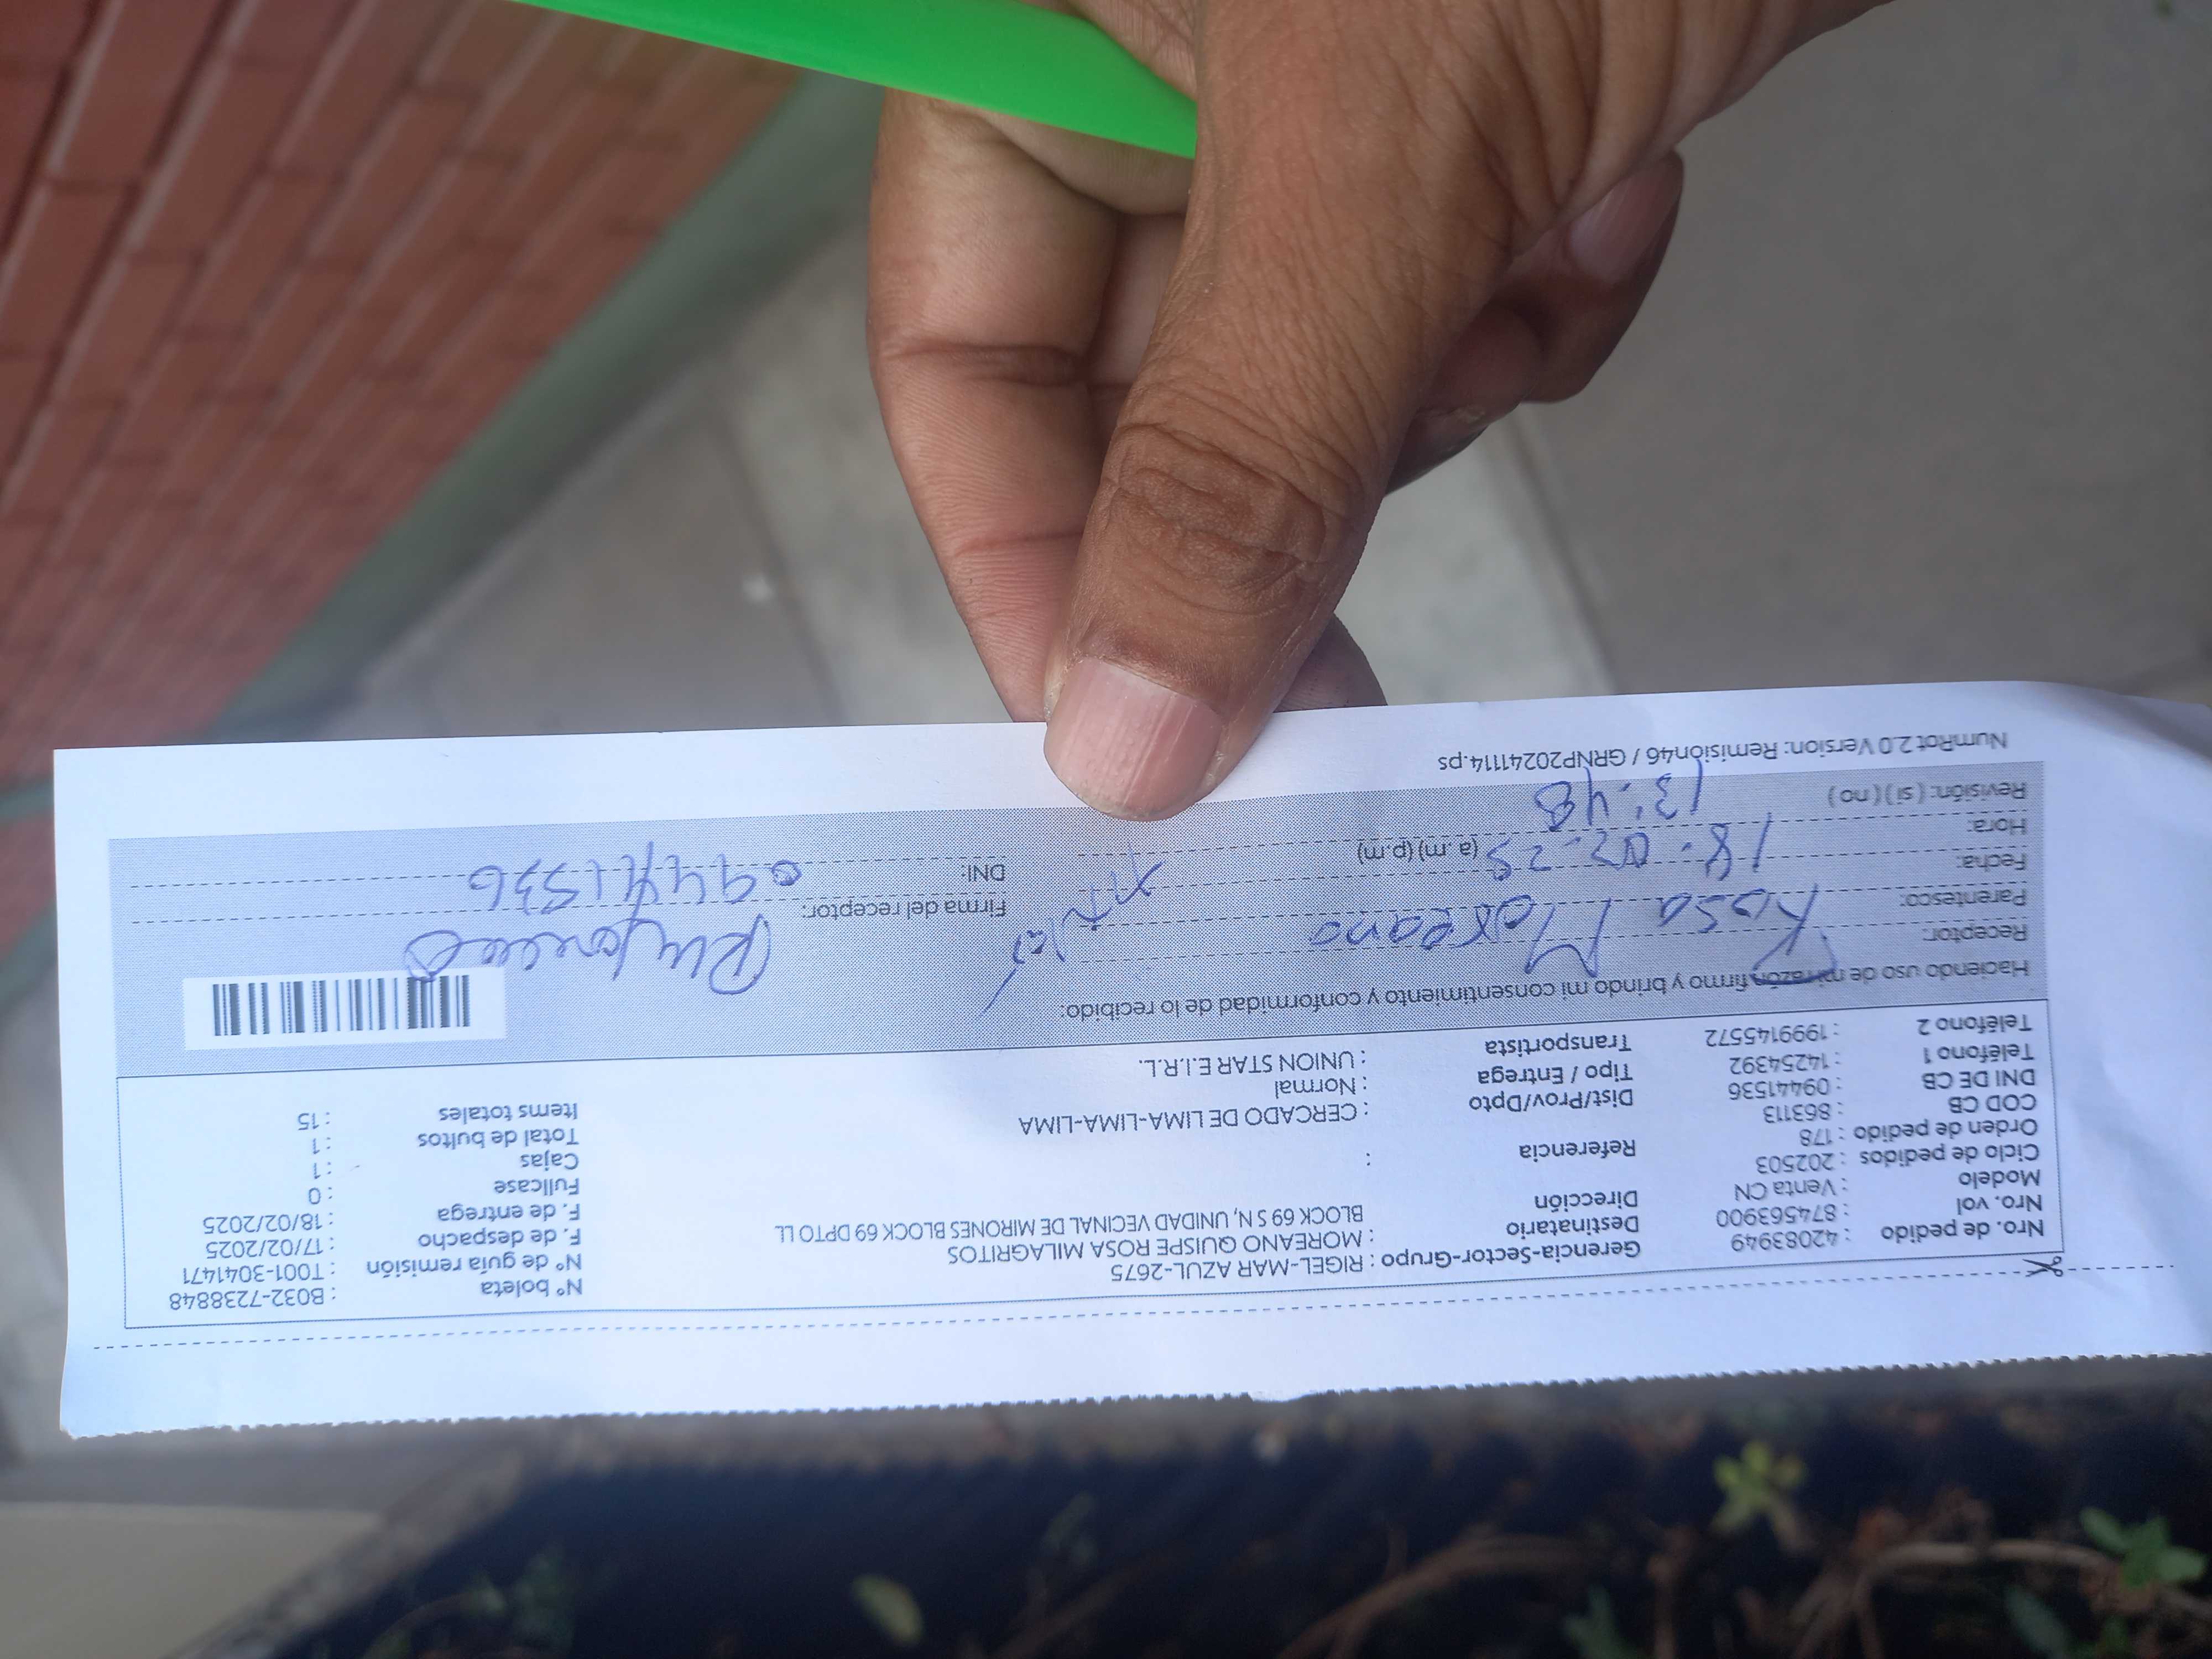 Nro. de pedido : 42083949
Nro. vol : 874563900
Modelo : Venta CN
Ciclo de pedidos : 202503
Orden de pedido : 178
COD CB : 863113
DNI DE CB : 09441536
Teléfono 1 : 14254392
Teléfono 2 : 1999145572
Gerencia-Sector-Grupo : RIGEL-MAR AZUL-2675
Destinatario : MOREANO QUISPE ROSA MILAGRITOS
Dirección BLOCK 69 S N, UNIDAD VECINAL DE MIRONES BLOCK 69 DPTO LL
Referencia :
Dist/Prov/Dpto : CERCADO DE LIMA-LIMA-LIMA
Tipo / Entrega : Normal
Transportista : UNION STAR E.I.R.L.
Nº boleta : B032-7238848
Nº de guía remisión : T001-3041471
F. de despacho : 17/02/2025
F. de entrega : 18/02/2025
Fullcase : 0
Cajas : 1
Total de bultos : 1
Items totales : 15
Haciendo uso de mi razón firmo y brindo mi consentimiento y conformidad de lo recibido:
Receptor: Rosa Moreano
Parentesco:
Fecha: 18.02.25
Hora: (a. m) (p.m) 13:48
Revisión: ( si ) ( no )
Firma del receptor:
DNI: 09441536
NumRot 2.0 Version: Remisión46 / GRNP20241114.ps